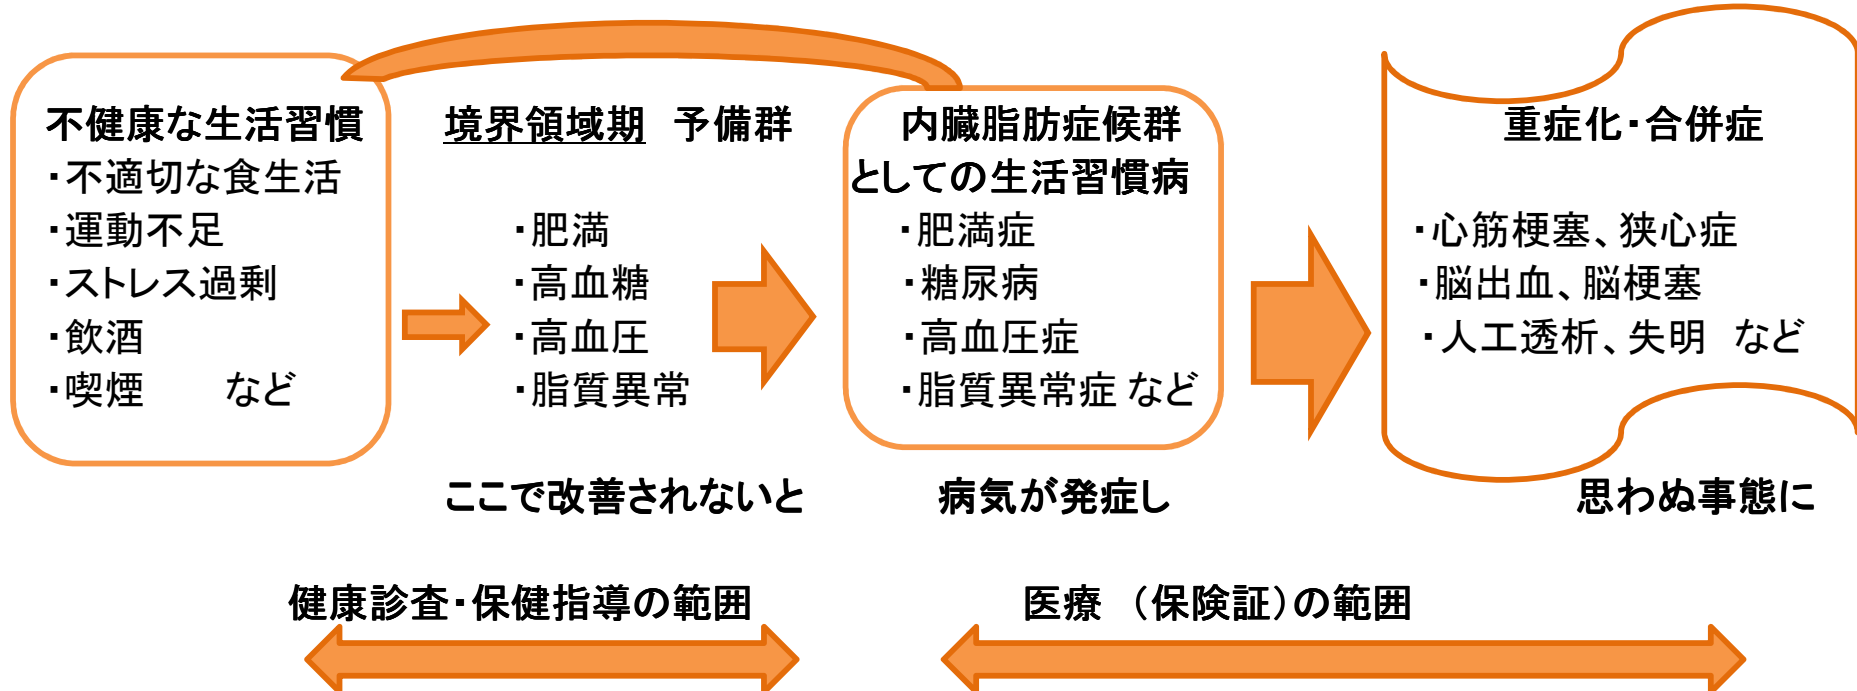 不健康な生活習慣
・不適切な食生活
・運動不足
・ストレス過剰
・飲酒
・喫煙　　など
境界領域期　予備群
・肥満
・高血糖
・高血圧
・脂質異常
内臓脂肪症候群
としての生活習慣病
・肥満症
・糖尿病
・高血圧症
・脂質異常症 など
重症化・合併症
・心筋梗塞、狭心症
・脳出血、脳梗塞
・人工透析、失明　など
ここで改善されないと
病気が発症し
思わぬ事態に
健康診査・保健指導の範囲
医療　（保険証）の範囲